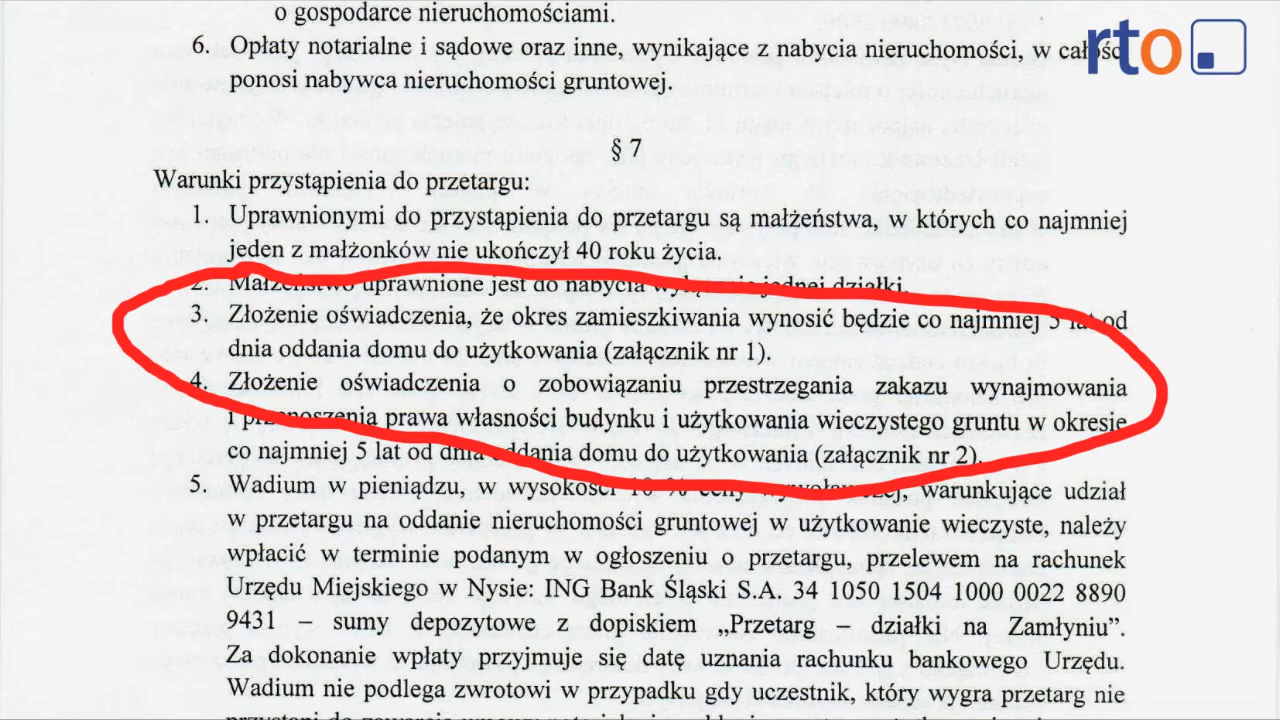 o gospodarce nieruchomościami.
6. Opłaty notarialne i sądowe oraz inne, wynikające z nabycia nieruchomości, w całości
ponosi nabywca nieruchomości gruntowej.
rto
§ 7
Warunki przystąpienia do przetargu:
1. Uprawnionymi do przystąpienia do przetargu są małżeństwa, w których co najmniej
jeden z małżonków nie ukończył 40 roku życia.
2. Małżeństwo uprawnione jest do nabycia wyłącznie jednej działki.
3. Złożenie oświadczenia, że okres zamieszkiwania wynosić będzie co najmniej 5 lat od
dnia oddania domu do użytkowania (załącznik nr 1).
4. Złożenie oświadczenia o zobowiązaniu przestrzegania zakazu wynajmowania
i przenoszenia prawa własności budynku i użytkowania wieczystego gruntu w okresie
co najmniej 5 lat od dnia oddania domu do użytkowania (załącznik nr 2).
5. Wadium w pieniądzu, w wysokości 10 % ceny wywoławczej, warunkujące udział
w przetargu na oddanie nieruchomości gruntowej w użytkowanie wieczyste, należy
wpłacić w terminie podanym w ogłoszeniu o przetargu, przelewem na rachunek
Urzędu Miejskiego w Nysie: ING Bank Śląski S.A. 34 1050 1504 1000 0022 8890
9431 – sumy depozytowe z dopiskiem „Przetarg – działki na Zamłyniu”.
Za dokonanie wpłaty przyjmuje się datę uznania rachunku bankowego Urzędu.
Wadium nie podlega zwrotowi w przypadku gdy uczestnik, który wygra przetarg nie